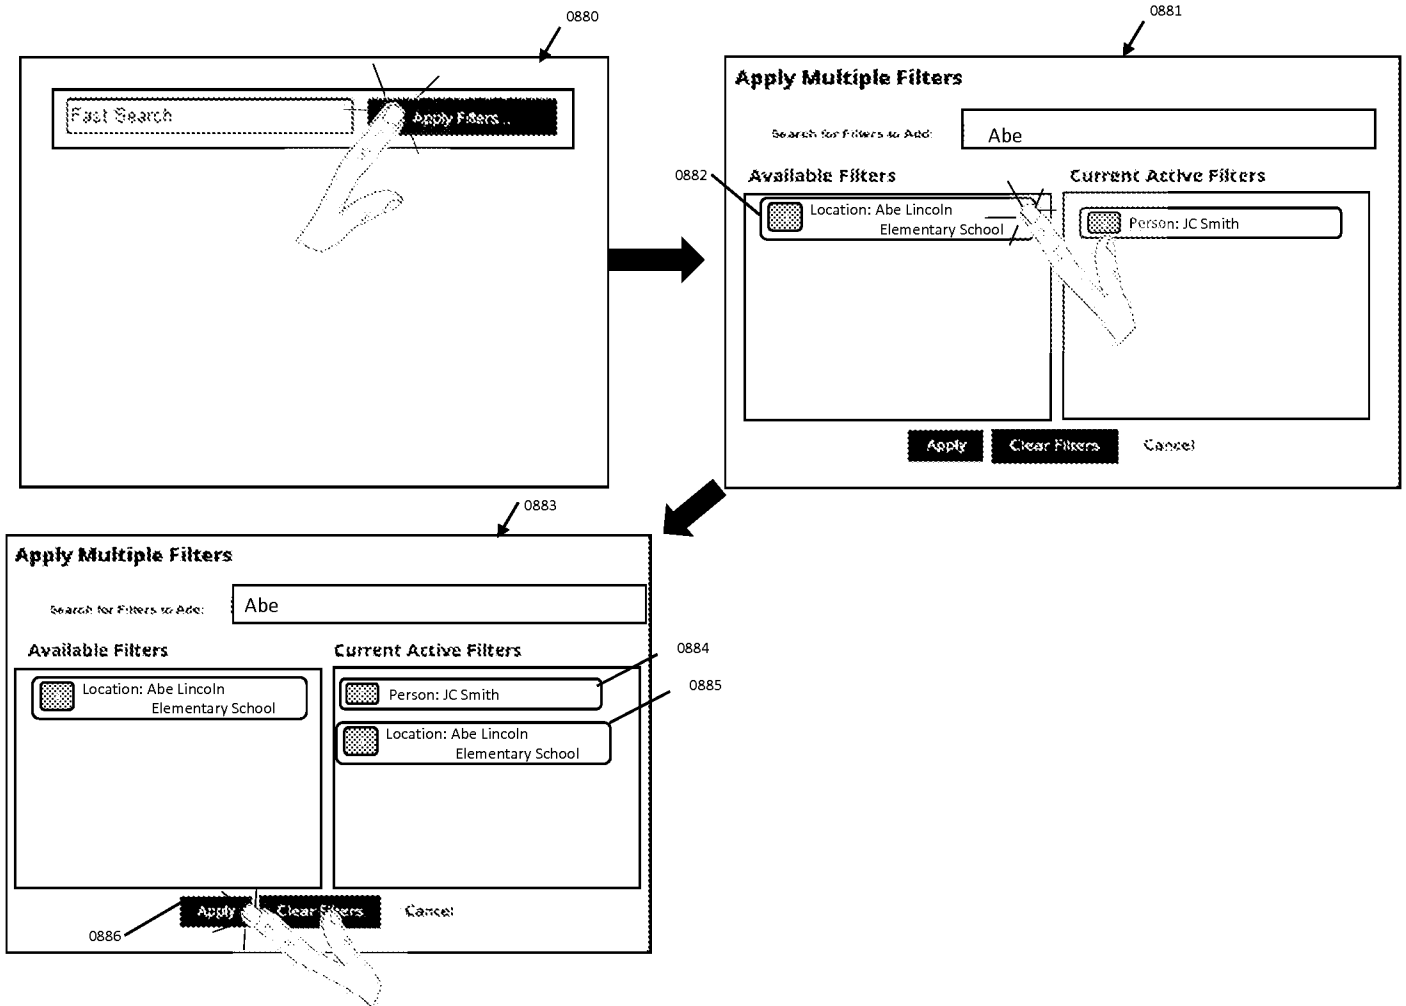 0880
Fast Search
Apply Filters...
0881
Apply Multiple Filters
Search for Filters to Add:
Abe
0882
Available Filters
Current Active Filters
Location: Abe Lincoln
Elementary School
Person: JC Smith
Apply
Clear Filters
Cancel
0883
Apply Multiple Filters
Search for Filters to Add:
Abe
Available Filters
Current Active Filters
0884
Location: Abe Lincoln
Elementary School
Person: JC Smith
0885
Location: Abe Lincoln
Elementary School
Apply
Clear Filters
Cancel
0886